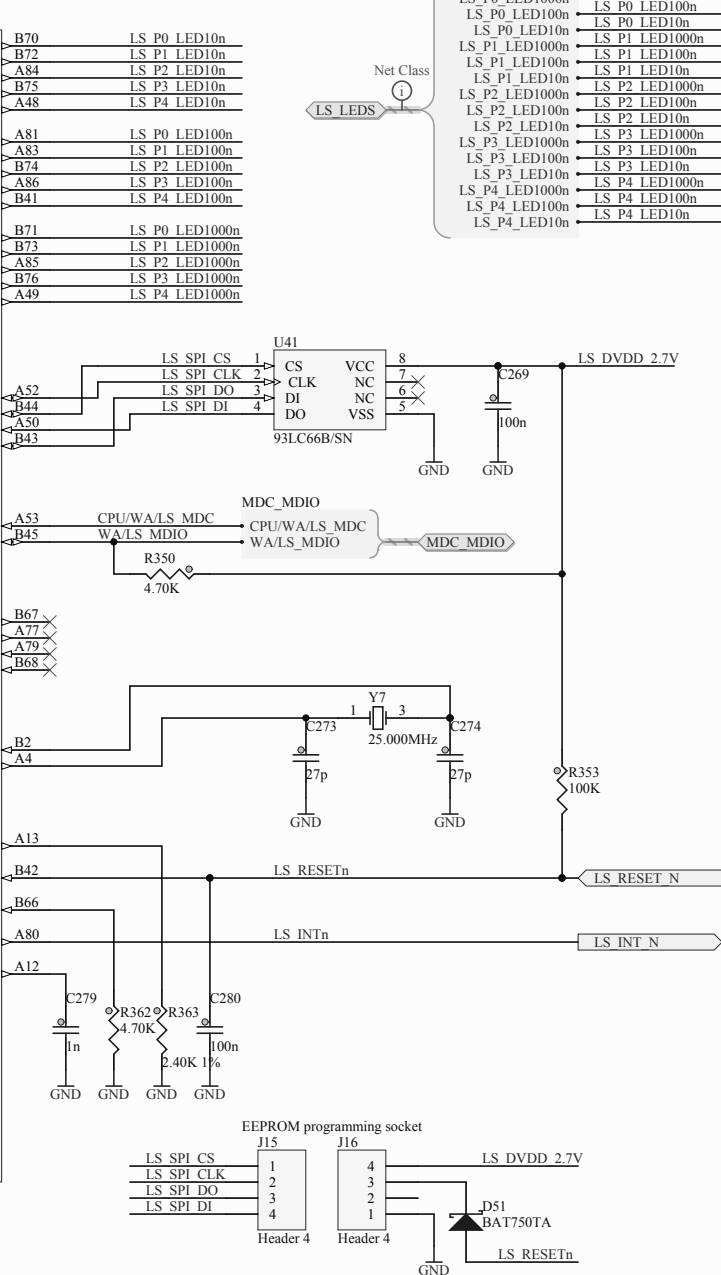 LS_P0_LED1000n
LS_P0_LED100n LS_P0_LED100n
LS_P0_LED10n LS_P0_LED10n
LS_P1_LED1000n LS_P1_LED1000n
LS_P1_LED100n LS_P1_LED100n
LS_P1_LED10n LS_P1_LED10n
LS_P2_LED1000n LS_P2_LED1000n
LS_P2_LED100n LS_P2_LED100n
LS_P2_LED10n LS_P2_LED10n
LS_P3_LED1000n LS_P3_LED1000n
LS_P3_LED100n LS_P3_LED100n
LS_P3_LED10n LS_P3_LED10n
LS_P4_LED1000n LS_P4_LED1000n
LS_P4_LED100n LS_P4_LED100n
LS_P4_LED10n LS_P4_LED10n
Net Class
i
LS_LEDS
B70 LS_P0_LED10n
B72 LS_P1_LED10n
A84 LS_P2_LED10n
B75 LS_P3_LED10n
A48 LS_P4_LED10n
A81 LS_P0_LED100n
A83 LS_P1_LED100n
B74 LS_P2_LED100n
A86 LS_P3_LED100n
B41 LS_P4_LED100n
B71 LS_P0_LED1000n
B73 LS_P1_LED1000n
A85 LS_P2_LED1000n
B76 LS_P3_LED1000n
A49 LS_P4_LED1000n
U41
LS_SPI_CS 1 CS VCC 8 LS_DVDD_2.7V
LS_SPI_CLK 2 CLK NC 7
LS_SPI_DO 3 DI NC 6
LS_SPI_DI 4 DO VSS 5
93LC66B/SN
C269
100n
GND GND
A52
B44
A50
B43
MDC_MDIO
A53 CPU/WA/LS_MDC CPU/WA/LS_MDC
B45 WA/LS_MDIO WA/LS_MDIO MDC_MDIO
R350
4.70K
B67
A77
A79
B68
Y7
1 3
25.000MHz
C273 C274
27p 27p
GND GND
B2
A4
R353
100K
A13
B42 LS_RESETn LS_RESET_N
B66
A80 LS_INTn LS_INT_N
A12
C279 R362 R363 C280
1n 4.70K 2.40K 1% 100n
GND GND GND GND
EEPROM programming socket
J15 J16
LS_SPI_CS 1 4 LS_DVDD_2.7V
LS_SPI_CLK 2 3
LS_SPI_DO 3 2
LS_SPI_DI 4 1
Header 4 Header 4
D51
BAT750TA
LS_RESETn
GND